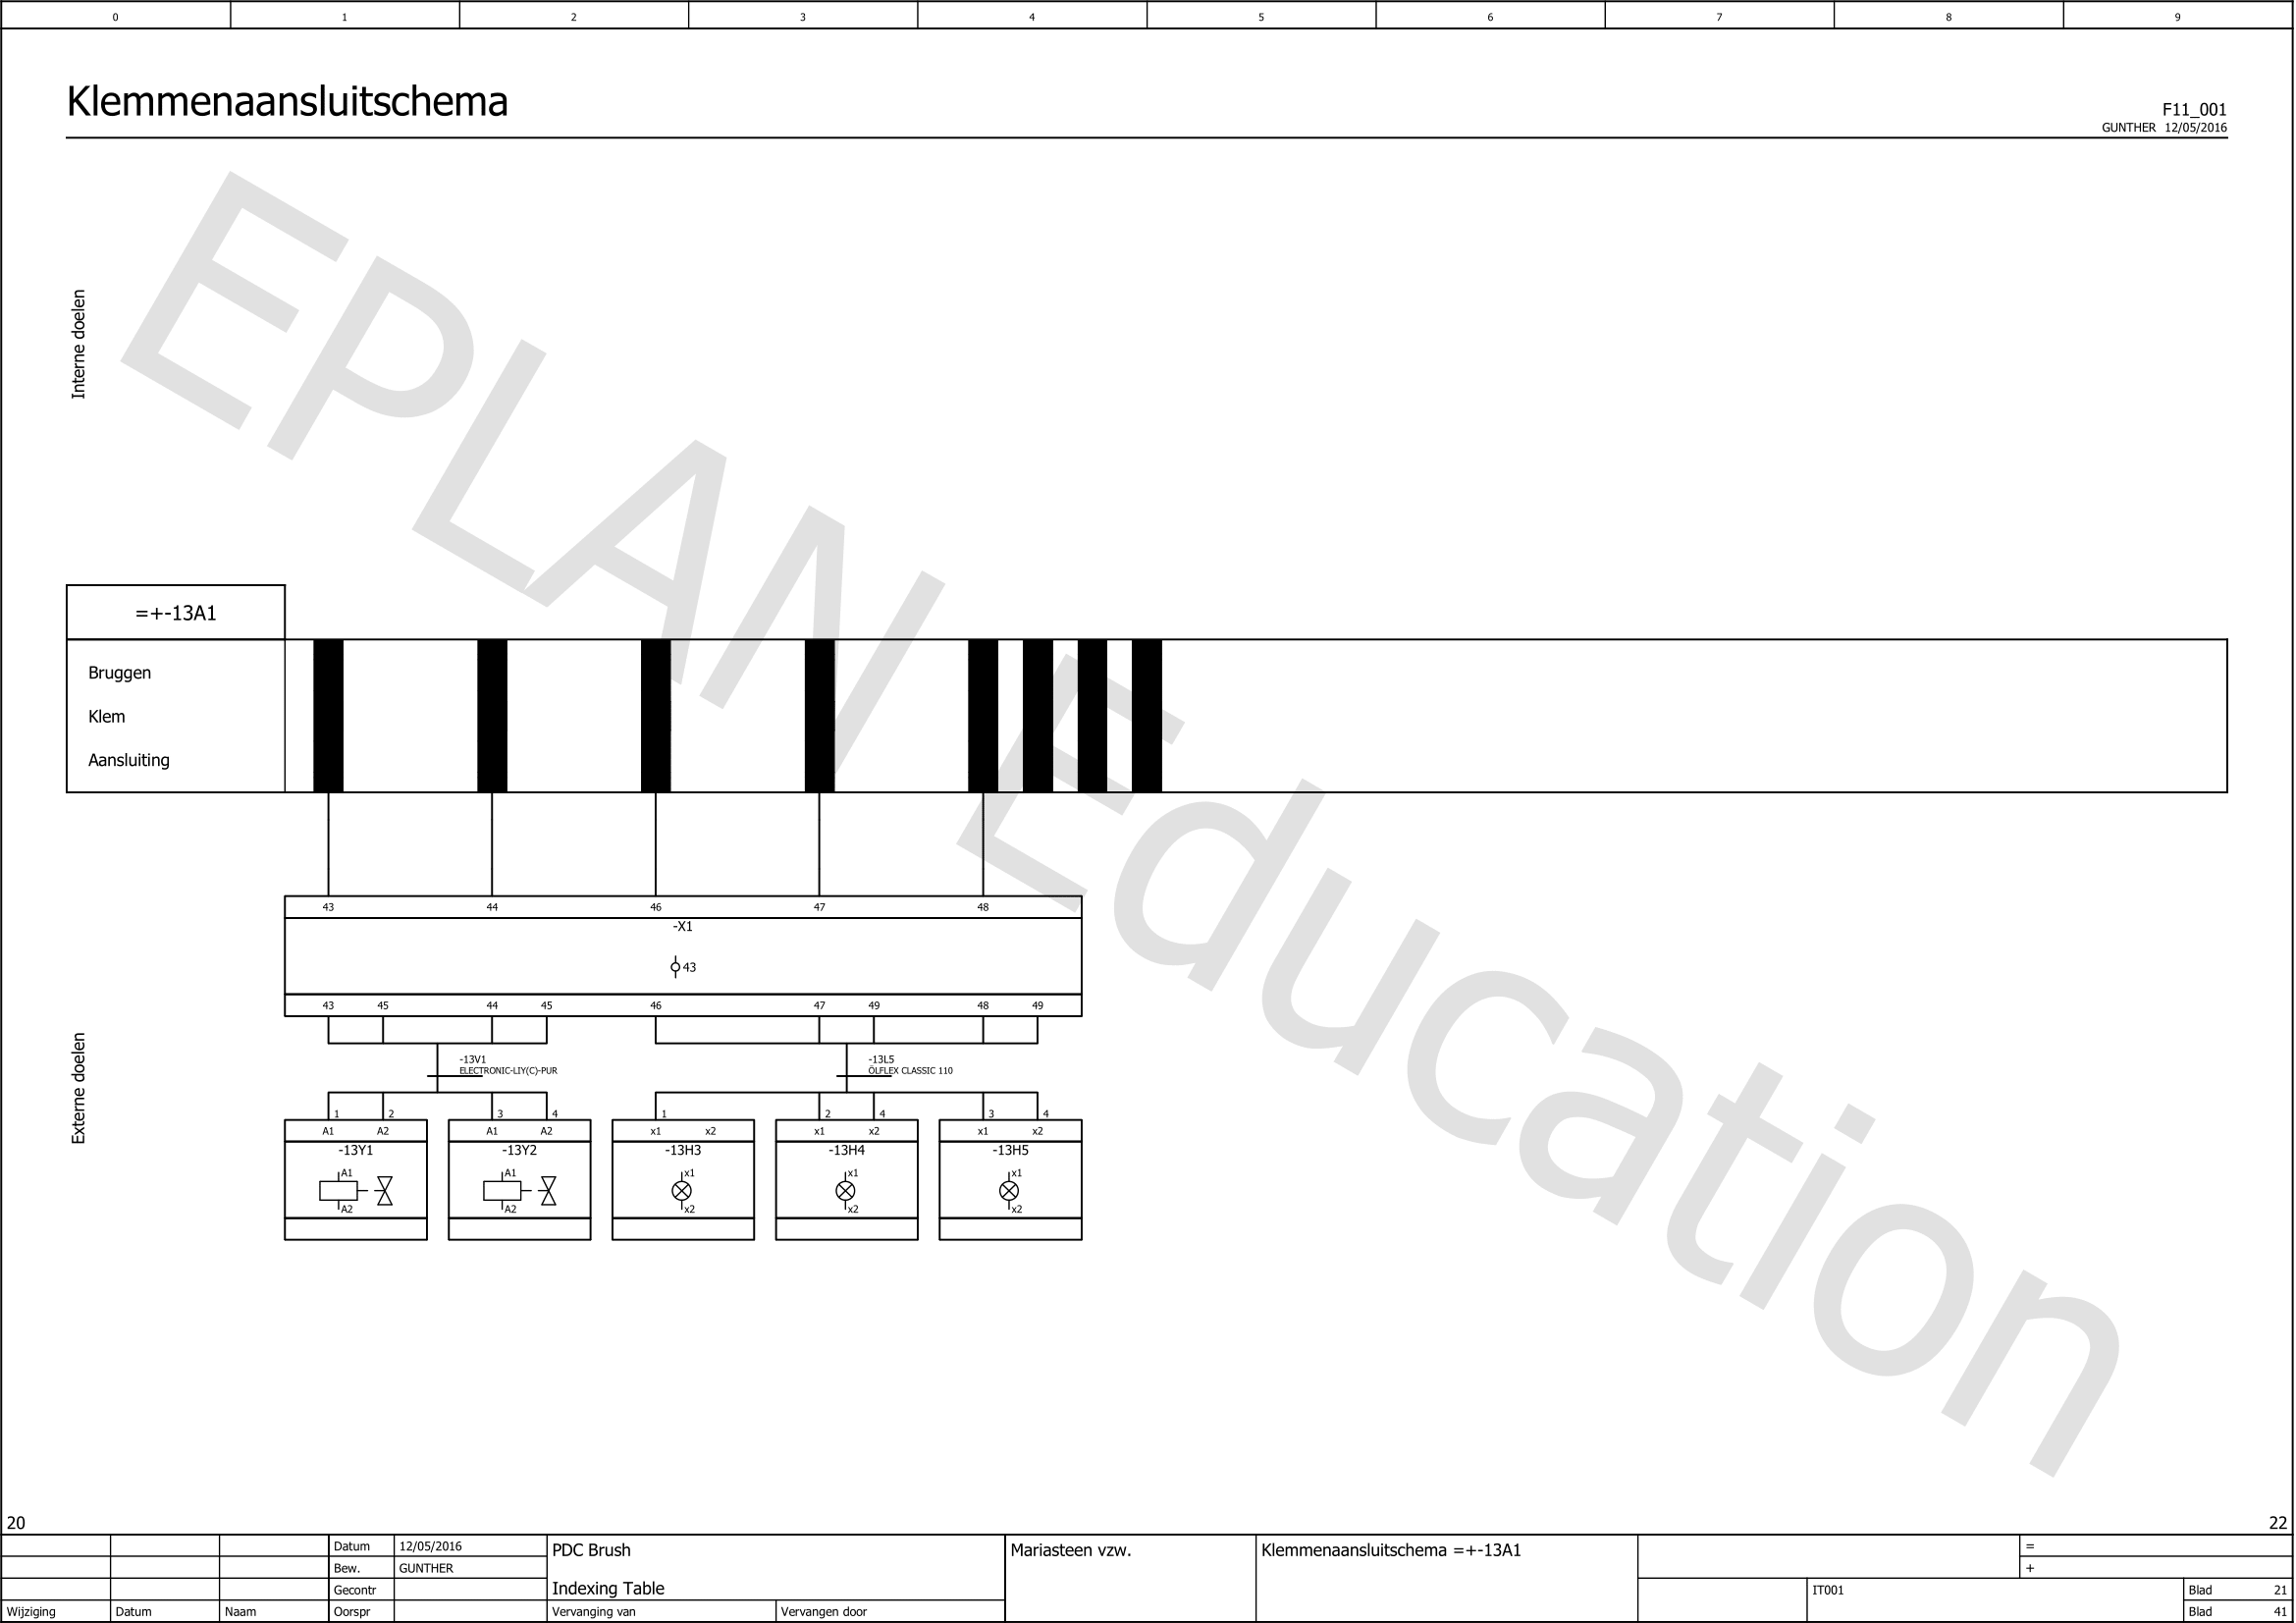 0 1 2 3 4 5 6 7 8 9
Klemmenaansluitschema
F11_001
GUNTHER 12/05/2016
EPLAN Education
Interne doelen
=+-13A1
Bruggen
Klem
Aansluiting
Externe doelen
43 44 46 47 48
-X1
43
43 45 44 45 46 47 49 48 49
-13V1
ELECTRONIC-LIY(C)-PUR
-13L5
ÖLFLEX CLASSIC 110
1 2 3 4 1 2 4 3 4
A1 A2 A1 A2 x1 x2 x1 x2 x1 x2
-13Y1 -13Y2 -13H3 -13H4 -13H5
A1 A1 x1 x1 x1
A2 A2 x2 x2 x2
20 22
Datum 12/05/2016 PDC Brush Mariasteen vzw. Klemmenaansluitschema =+-13A1 =
Bew. GUNTHER +
Gecontr Indexing Table IT001 Blad 21
Wijziging Datum Naam Oorspr Vervanging van Vervangen door Blad 41